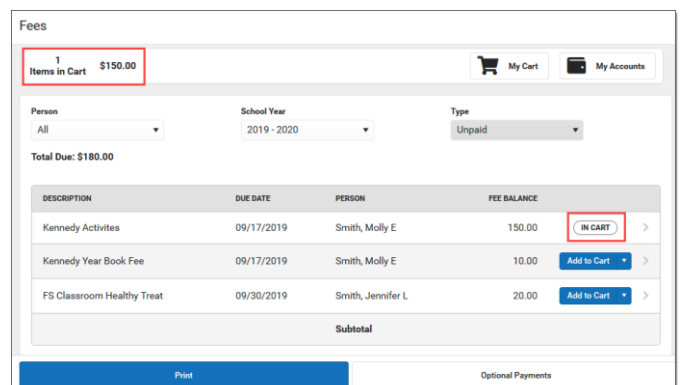 Fees
1
Items in Cart $150.00 My Cart My Accounts
Person School Year Type
All 2019 - 2020 Unpaid
Total Due: $180.00
DESCRIPTION DUE DATE PERSON FEE BALANCE
Kennedy Activites 09/17/2019 Smith, Molly E 150.00 IN CART
Kennedy Year Book Fee 09/17/2019 Smith, Molly E 10.00 Add to Cart
FS Classroom Healthy Treat 09/30/2019 Smith, Jennifer L 20.00 Add to Cart
Subtotal
Print Optional Payments